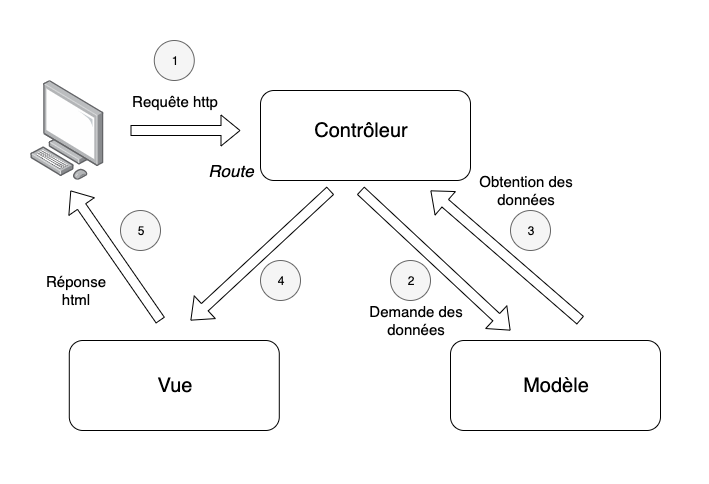 1
Requête http
Contrôleur
Route
Obtention des
données
3
5
4
2
Réponse
html
Demande des
données
Vue
Modèle